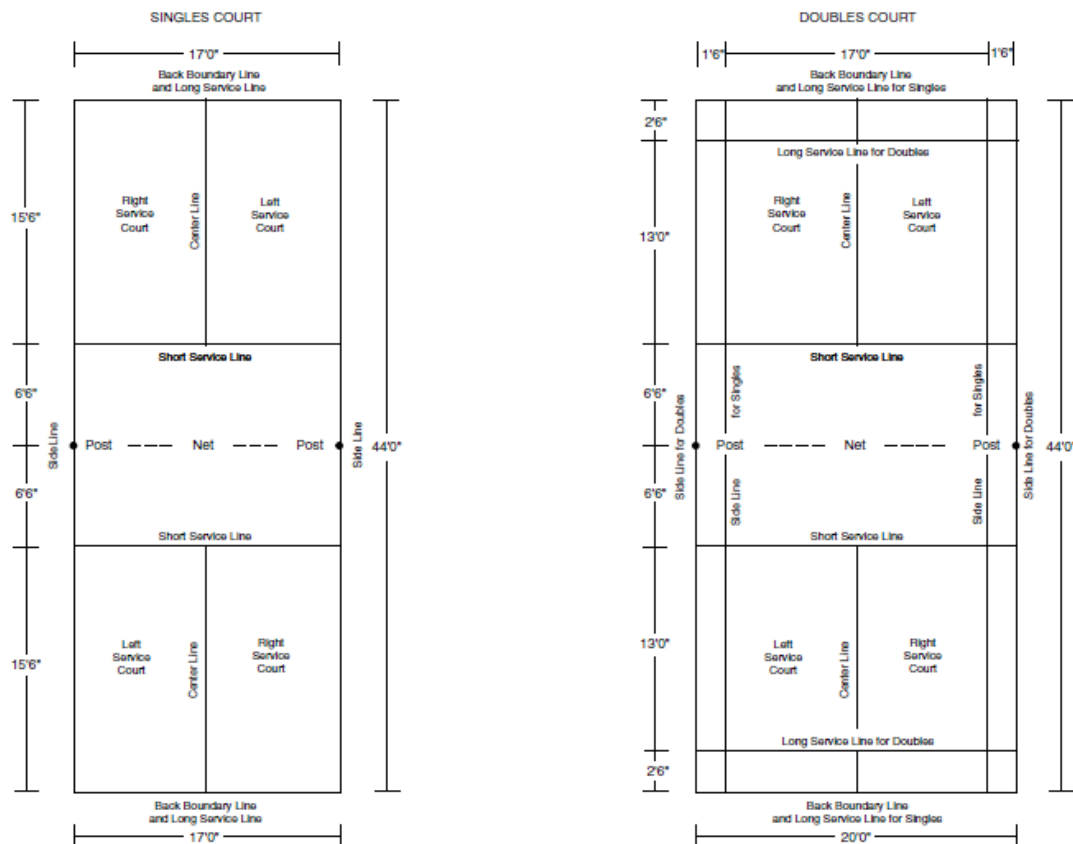 SINGLES COURT
17'0"
Back Boundary Line
and Long Service Line
15'6"
Right
Service
Court
Center Line
Left
Service
Court
Short Service Line
6'6"
Side Line
Post
Net
Post
Side Line
44'0"
6'6"
Short Service Line
15'6"
Left
Service
Court
Center Line
Right
Service
Court
Back Boundary Line
and Long Service Line
17'0"
DOUBLES COURT
1'6"
17'0"
1'6"
Back Boundary Line
and Long Service Line for Singles
2'6"
Long Service Line for Doubles
13'0"
Right
Service
Court
Center Line
Left
Service
Court
Short Service Line
6'6"
Side Line for Doubles
for Singles
for Singles
Post
Net
Post
Side Line for Doubles
44'0"
6'6"
Side Line
Side Line
Short Service Line
13'0"
Left
Service
Court
Center Line
Right
Service
Court
Long Service Line for Doubles
2'6"
Back Boundary Line
and Long Service Line for Singles
20'0"